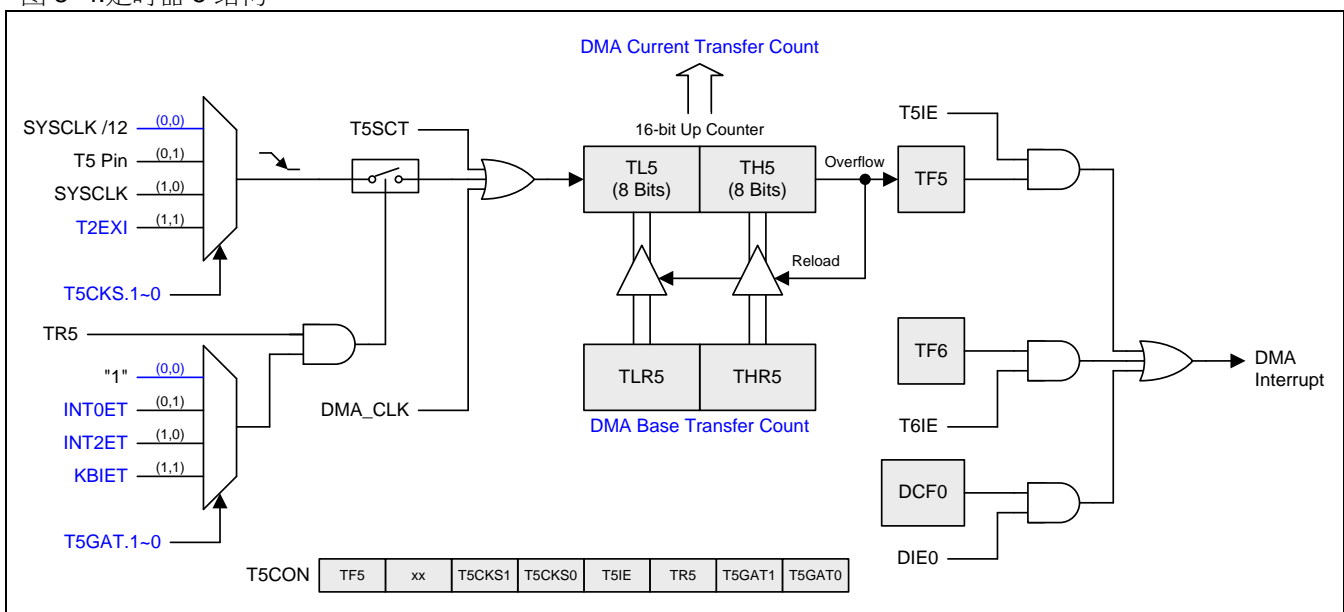 定时器
DMA Current Transfer Count
SYSCLK /12
(0,0)
T5 Pin
(0,1)
SYSCLK
(1,0)
T2EXI
(1,1)
T5CKS.1~0
T5SCT
16-bit Up Counter
TL5
(8 Bits)
TH5
(8 Bits)
Overflow
TF5
T5IE
Reload
TR5
"1"
(0,0)
INT0ET
(0,1)
INT2ET
(1,0)
KBIET
(1,1)
T5GAT.1~0
DMA_CLK
TLR5
THR5
DMA Base Transfer Count
TF6
T6IE
DMA
Interrupt
DCF0
DIE0
T5CON
TF5
xx
T5CKS1
T5CKS0
T5IE
TR5
T5GAT1
T5GAT0